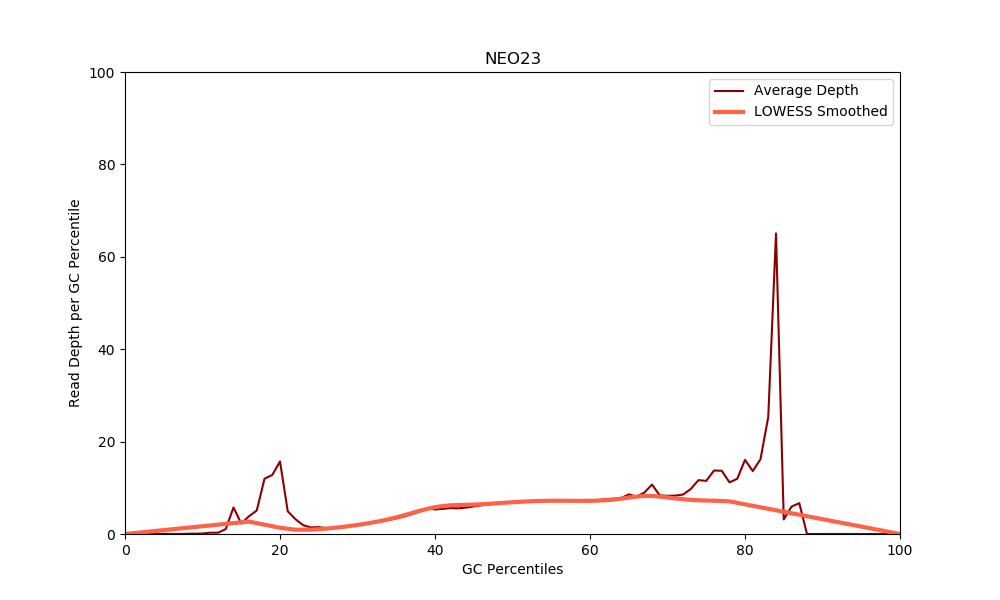 NEO23
Average Depth
LOWESS Smoothed
Read Depth per GC Percentile
100
80
60
40
20
0
0 20 40 60 80 100
GC Percentiles